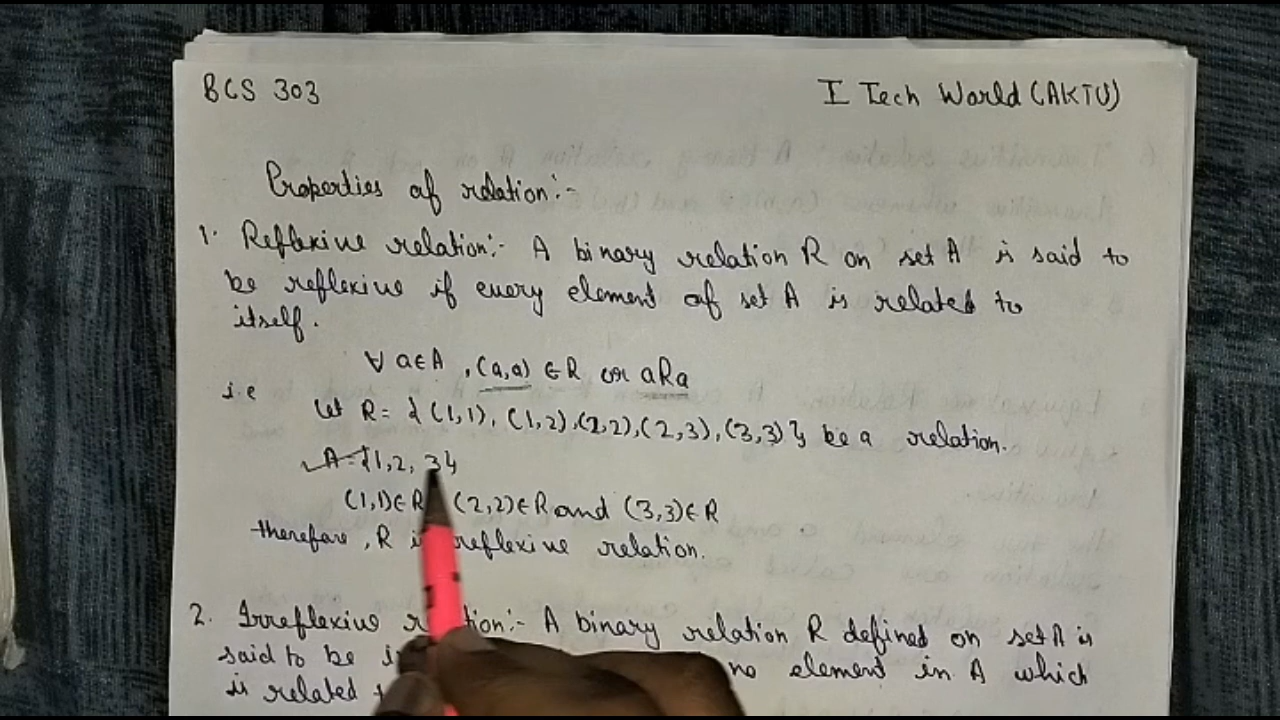 BCS 303
I Tech World (AKTU)
Properties of relation:-
1. Reflexive relation:- A binary relation R on set A is said to
be reflexive if every element of set A is related to
itself.
∀ a∈A , (a,a) ∈ R or aRa
i.e
let R = { (1,1), (1,2), (2,2), (2,3), (3,3) } be a relation.
A = {1, 2, 3}
(1,1)∈R (2,2)∈R and (3,3)∈R
therefore, R is reflexive relation.
2. Irreflexive relation:- A binary relation R defined on set A is
said to be no element in A which
is related